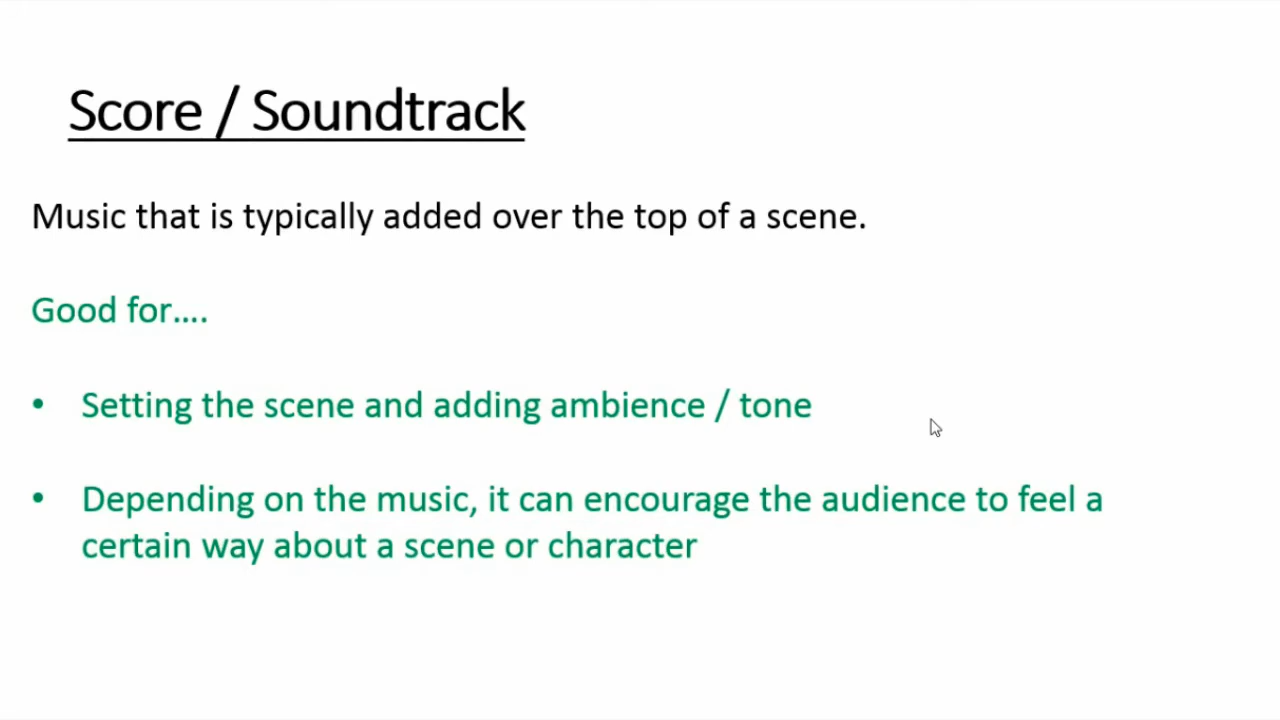 Score / Soundtrack
Music that is typically added over the top of a scene.
Good for....
• Setting the scene and adding ambience / tone
• Depending on the music, it can encourage the audience to feel a
certain way about a scene or character